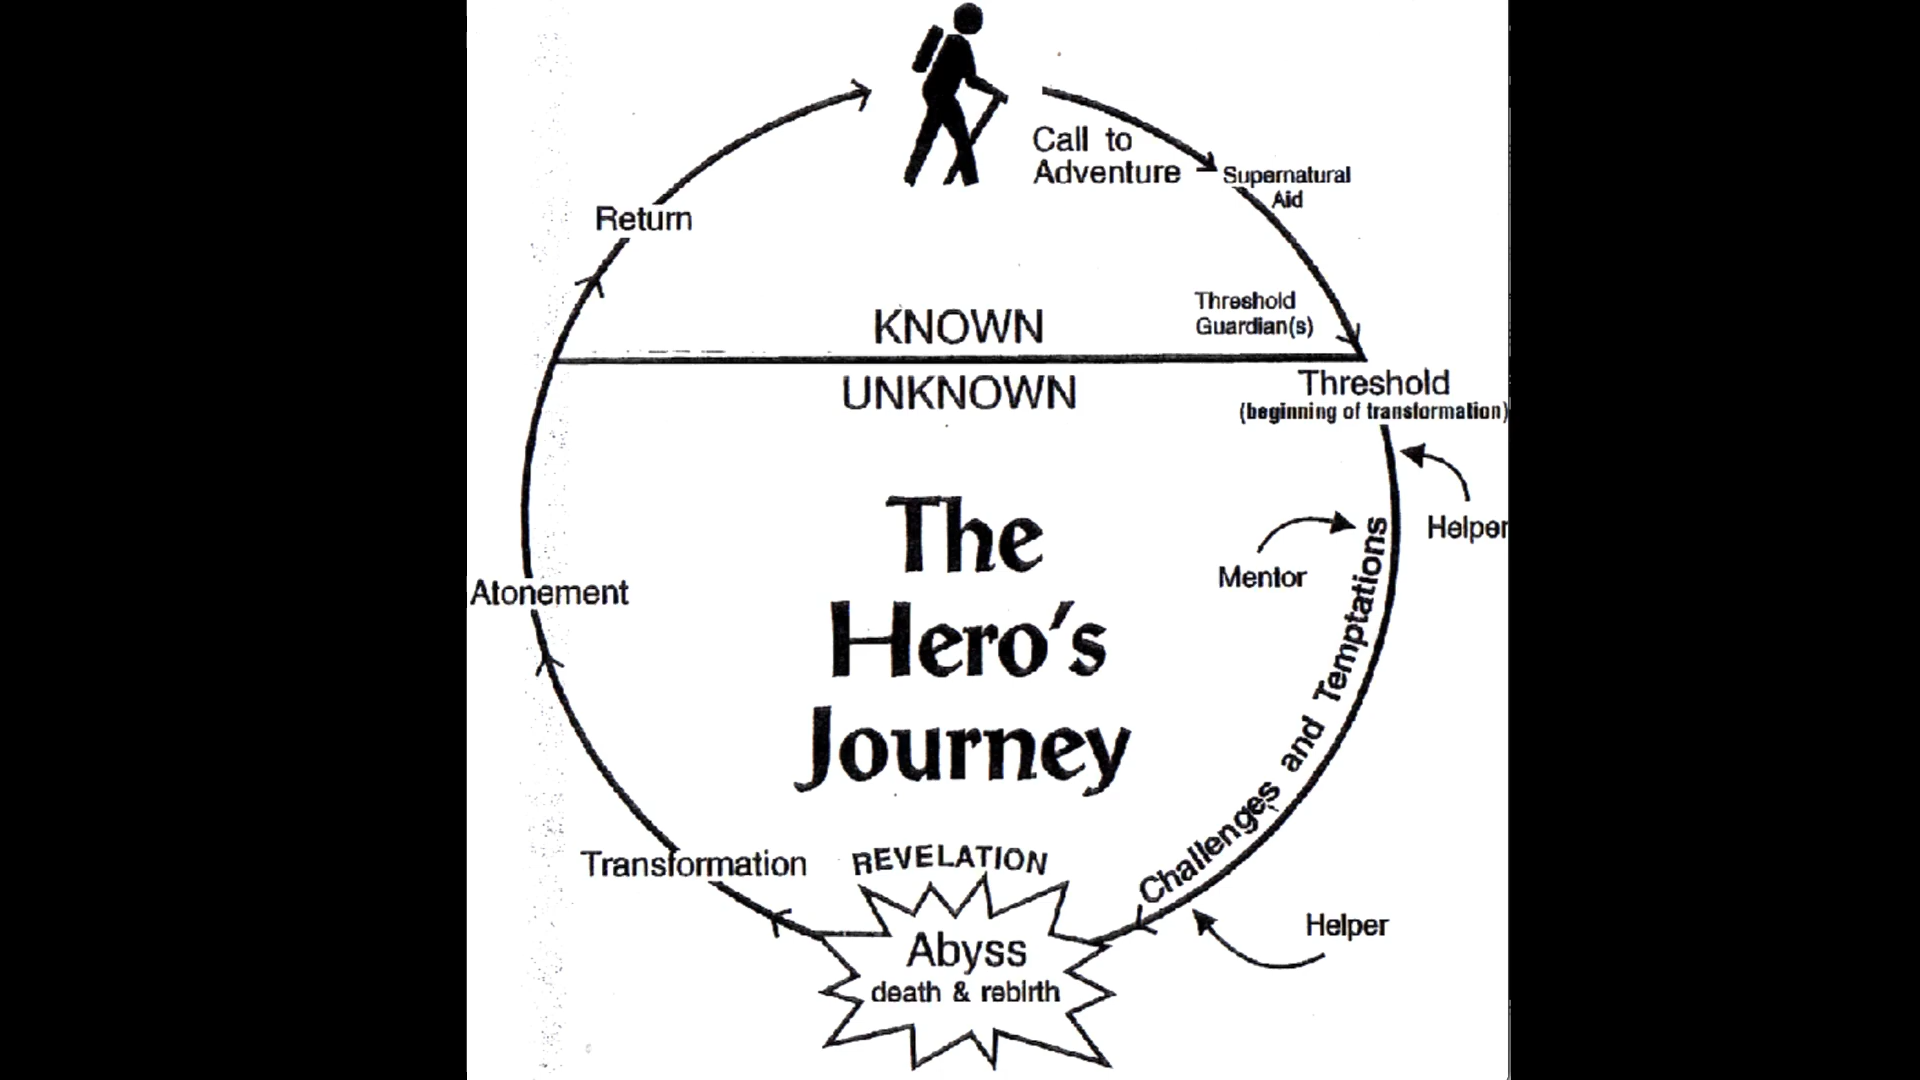 Call to
Adventure
Supernatural
Aid
Return
Threshold
Guardian(s)
KNOWN
UNKNOWN
Threshold
(beginning of transformation)
Helper
Mentor
Challenges and Temptations
Atonement
The
Hero's
Journey
Transformation
REVELATION
Abyss
death & rebirth
Helper